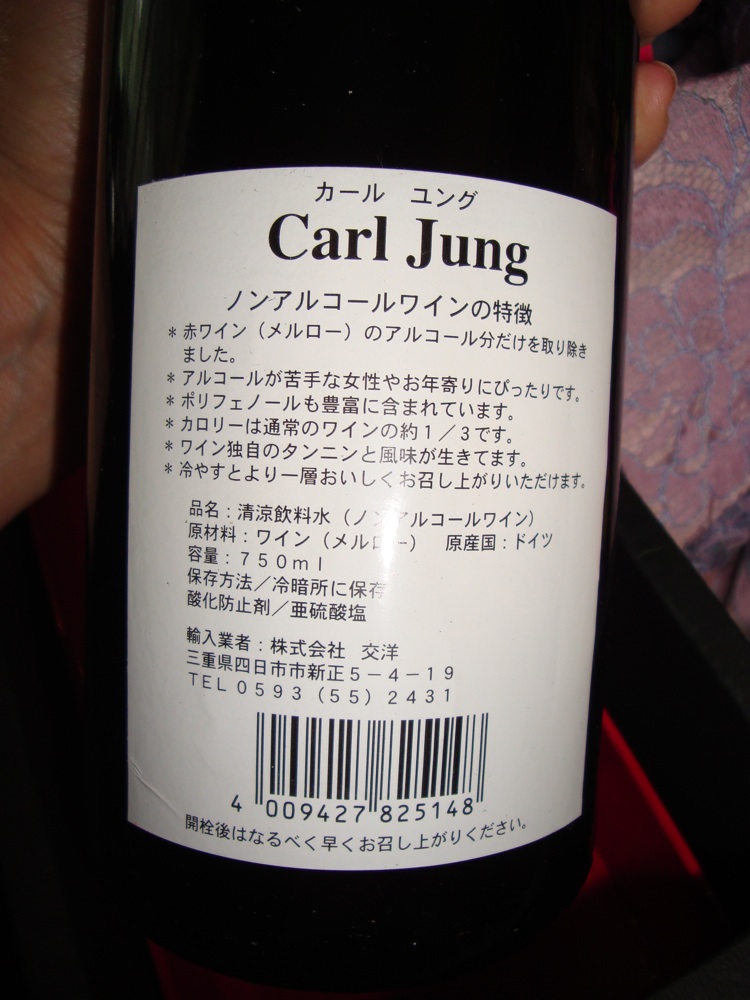 カール　ユング
Carl Jung
ノンアルコールワインの特徴
＊赤ワイン（メルロー）のアルコール分だけを取り除き
ました。
＊アルコールが苦手な女性やお年寄りにぴったりです。
＊ポリフェノールも豊富に含まれています。
＊カロリーは通常のワインの約１／３です。
＊ワイン独自のタンニンと風味が生きてます。
＊冷やすとより一層おいしくお召し上がりいただけます。
品名：清涼飲料水（ノンアルコールワイン）
原材料：ワイン（メルロー）　原産国：ドイツ
容量：７５０ｍｌ
保存方法／冷暗所に保存
酸化防止剤／亜硫酸塩
輸入業者：株式会社　交洋
三重県四日市市新正５－４－１９
ＴＥＬ０５９３（５５）２４３１
4 009427 825148
開栓後はなるべく早くお召し上がりください。